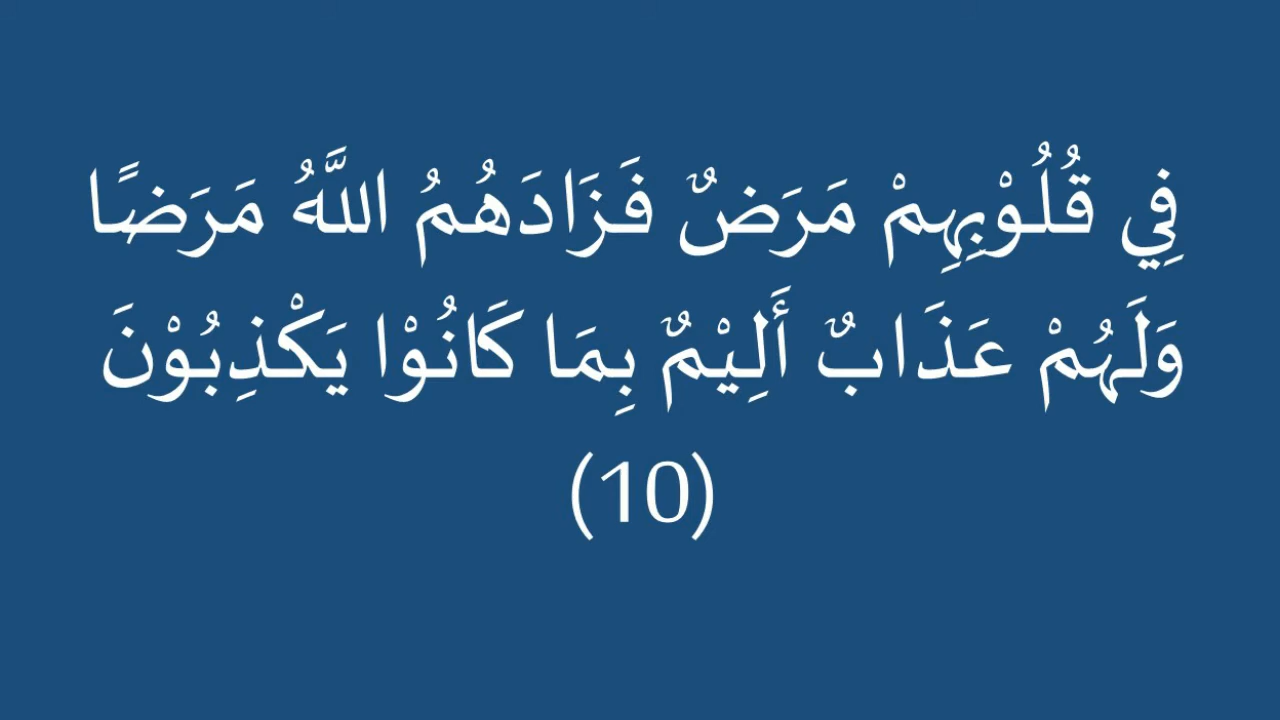 فِي قُلُوْبِهِمْ مَرَضٌ فَزَادَهُمُ اللَّهُ مَرَضًا
وَلَهُمْ عَذَابٌ أَلِيْمٌ بِمَا كَانُوْا يَكْذِبُوْنَ
(10)